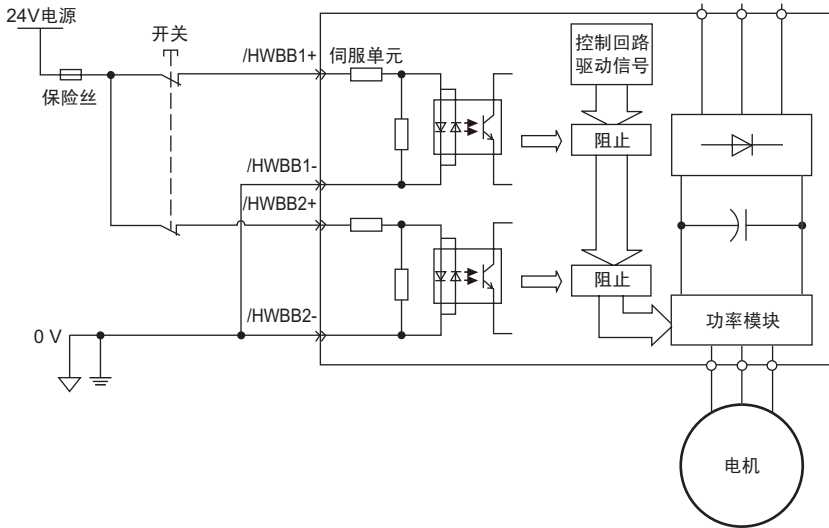 24V电源
开关
保险丝
/HWBB1+
伺服单元
控制回路
驱动信号
阻止
/HWBB1-
/HWBB2+
阻止
/HWBB2-
0 V
功率模块
电机